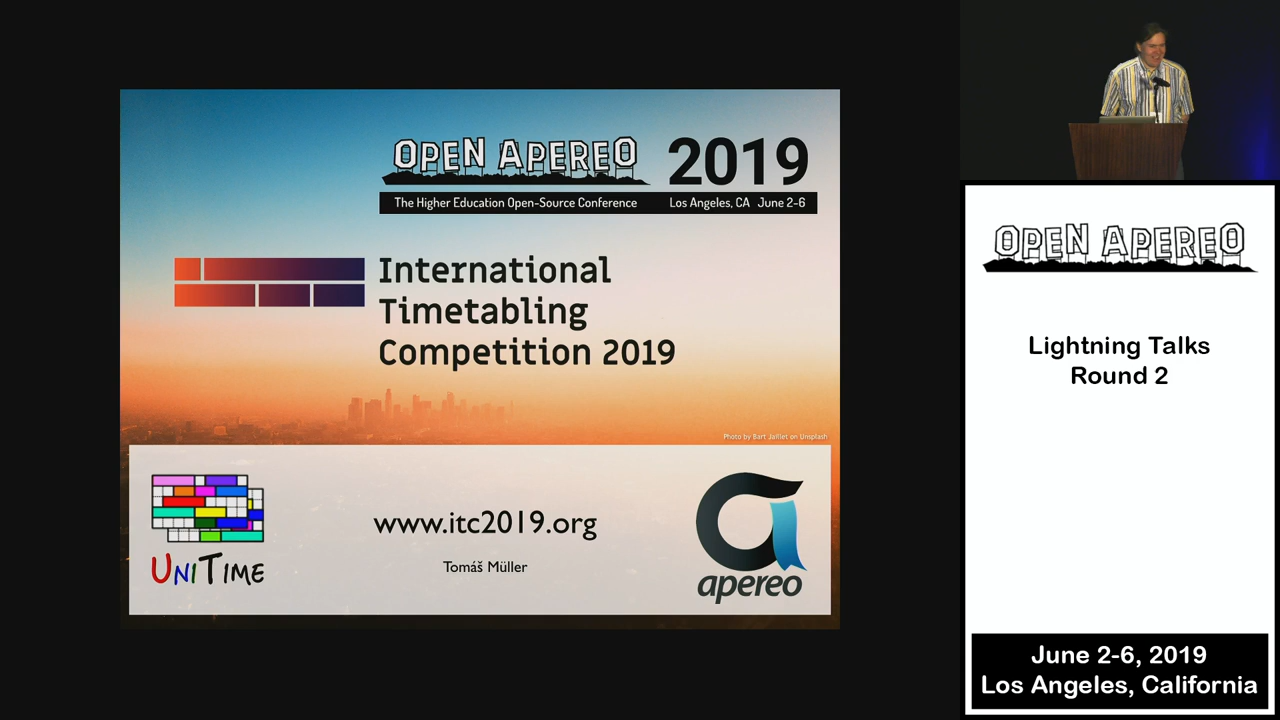 OPEN APEREO 2019
The Higher Education Open-Source Conference Los Angeles, CA June 2-6
International
Timetabling
Competition 2019
Photo by Bart Jaillet on Unsplash
UNITIME
www.itc2019.org
Tomáš Müller
apereo
OPEN APEREO
Lightning Talks
Round 2
June 2-6, 2019
Los Angeles, California